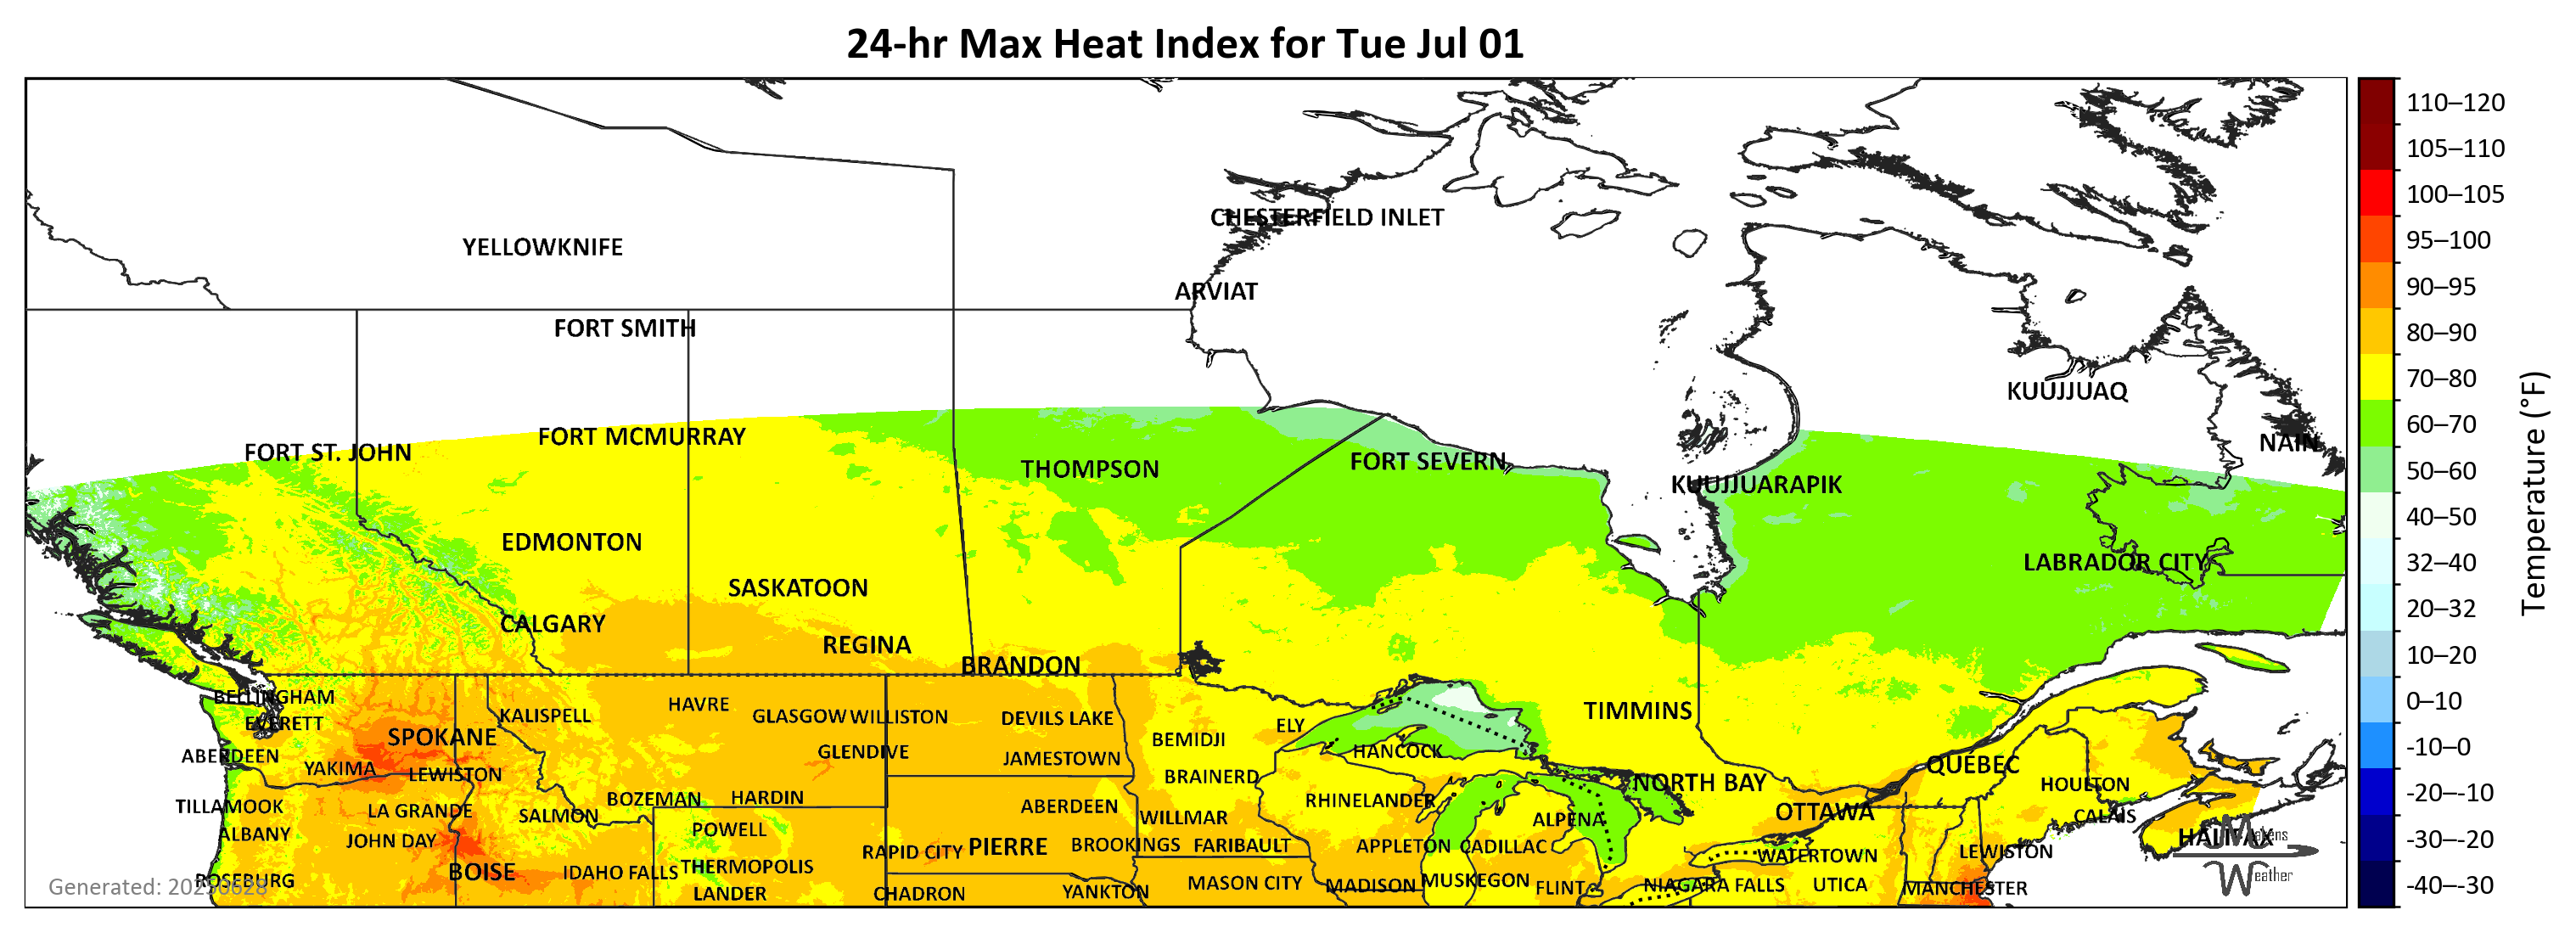 24-hr Max Heat Index for Tue Jul 01
CHESTERFIELD INLET
YELLOWKNIFE
ARVIAT
FORT SMITH
KUUJJUAQ
FORT MCMURRAY
NAIN
FORT ST. JOHN
FORT SEVERN
THOMPSON
KUUJJUARAPIK
EDMONTON
LABRADOR CITY
SASKATOON
CALGARY
REGINA
BRANDON
BELLINGHAM
HAVRE
TIMMINS
KALISPELL
GLASGOW
WILLISTON
DEVILS LAKE
EVERETT
ELY
SPOKANE
BEMIDJI
HANCOCK
GLENDIVE
ABERDEEN
JAMESTOWN
QUÉBEC
YAKIMA
LEWISTON
BRAINERD
NORTH BAY
HOULTON
BOZEMAN
HARDIN
RHINELANDER
TILLAMOOK
ABERDEEN
LA GRANDE
OTTAWA
SALMON
WILLMAR
CALAIS
ALPENA
POWELL
ALBANY
HALIFAX
Makens
JOHN DAY
BROOKINGS
FARIBAULT
APPLETON
CADILLAC
PIERRE
RAPID CITY
LEWISTON
WATERTOWN
THERMOPOLIS
BOISE
IDAHO FALLS
Weather
ROSEBURG
MUSKEGON
MASON CITY
MADISON
NIAGARA FALLS
UTICA
FLINT
MANCHESTER
Generated: 20250628
LANDER
CHADRON
YANKTON
110–120
105–110
100–105
95–100
90–95
80–90
70–80
60–70
50–60
40–50
32–40
20–32
10–20
0–10
-10–0
-20–-10
-30–-20
-40–-30
Temperature (°F)